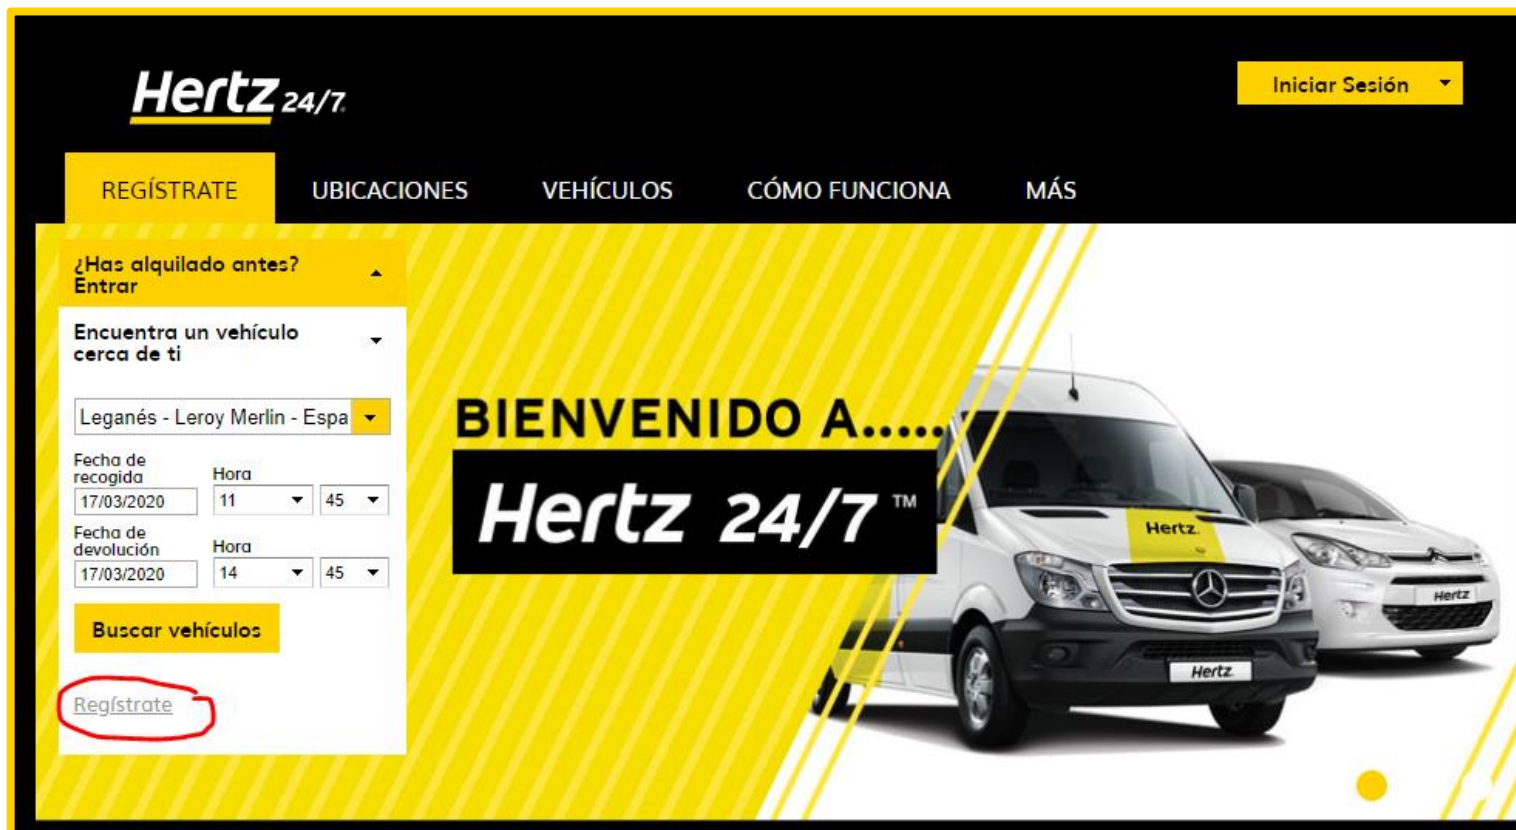 Hertz 24/7.
Iniciar Sesión
REGÍSTRATE UBICACIONES VEHÍCULOS CÓMO FUNCIONA MÁS
¿Has alquilado antes?
Entrar
Encuentra un vehículo
cerca de ti
Leganés - Leroy Merlin - Espa
Fecha de
recogida Hora
17/03/2020 11 45
Fecha de
devolución Hora
17/03/2020 14 45
Buscar vehículos
Regístrate
BIENVENIDO A.....
Hertz 24/7 ™
Hertz.
Hertz
Hertz.